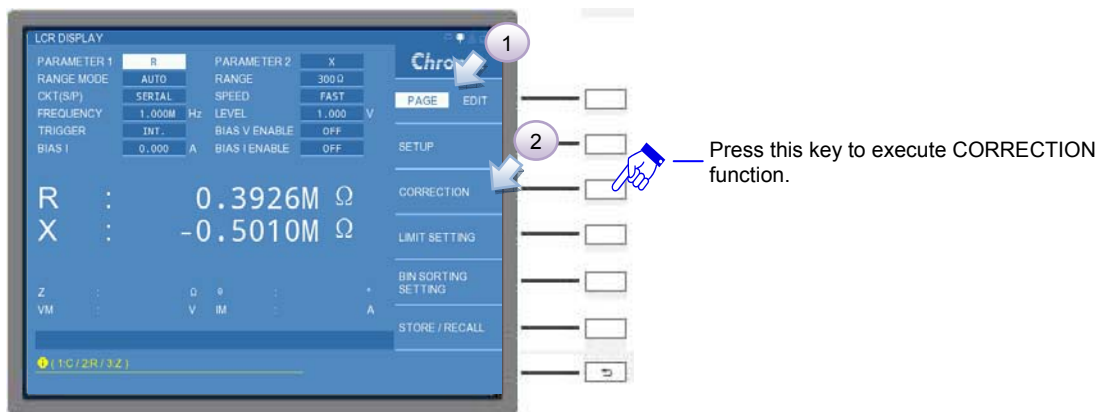 LCR DISPLAY
PARAMETER 1 R PARAMETER 2 X
RANGE MODE AUTO RANGE 300 Ω
CKT(S/P) SERIAL SPEED FAST
FREQUENCY 1.000M Hz LEVEL 1.000 V
TRIGGER INT. BIAS V ENABLE OFF
BIAS I 0.000 A BIAS I ENABLE OFF
R : 0.3926M Ω
X : -0.5010M Ω
Z : Ω θ : °
VM : V IM : A
( 1:C / 2:R / 3:Z )
1
PAGE EDIT
SETUP
2
CORRECTION
LIMIT SETTING
BIN SORTING
SETTING
STORE / RECALL
Press this key to execute CORRECTION
function.